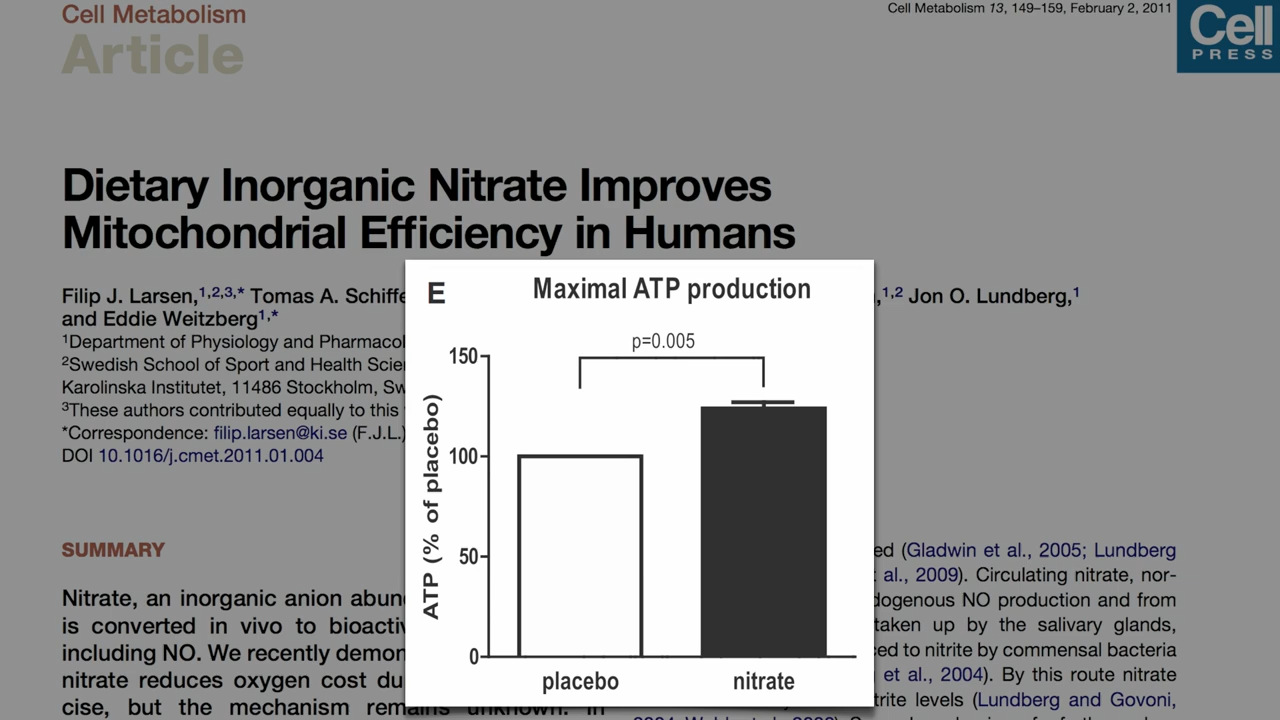 Cell Metabolism
Article
Cell Metabolism 13, 149–159, February 2, 2011
Cell
PRESS
Dietary Inorganic Nitrate Improves
Mitochondrial Efficiency in Humans
Filip J. Larsen,1,2,3,* Tomas A. Schiffe
,1,2 Jon O. Lundberg,1
and Eddie Weitzberg1,*
1Department of Physiology and Pharmacol
2Swedish School of Sport and Health Scie
Karolinska Institutet, 11486 Stockholm, Sw
3These authors contributed equally to this
*Correspondence: filip.larsen@ki.se (F.J.L.)
DOI 10.1016/j.cmet.2011.01.004
SUMMARY
Nitrate, an inorganic anion abun
is converted in vivo to bioactiv
including NO. We recently demon
nitrate reduces oxygen cost du
cise, but the mechanism remains unknown. In
E
Maximal ATP production
p=0.005
ATP (% of placebo)
150
100
50
0
placebo
nitrate
ed (Gladwin et al., 2005; Lundberg
al., 2009). Circulating nitrate, nor-
dogenous NO production and from
taken up by the salivary glands,
ced to nitrite by commensal bacteria
et al., 2004). By this route nitrate
trite levels (Lundberg and Govoni,